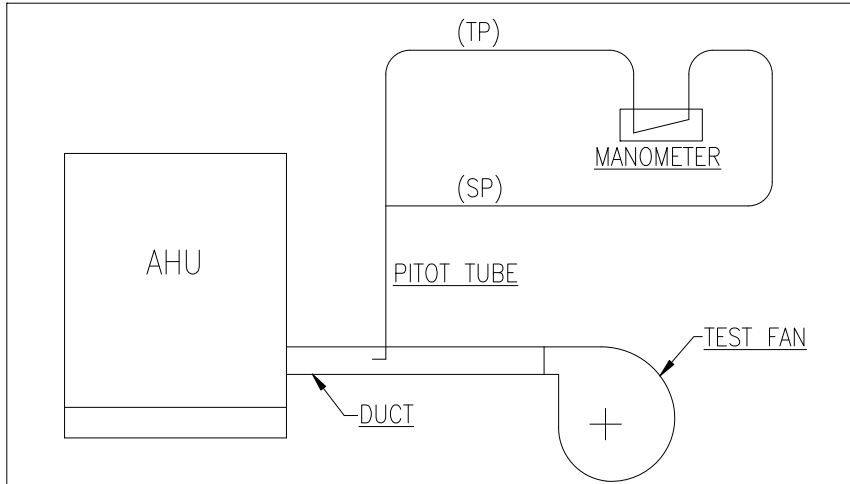 (TP)
MANOMETER
(SP)
AHU
PITOT TUBE
TEST FAN
DUCT